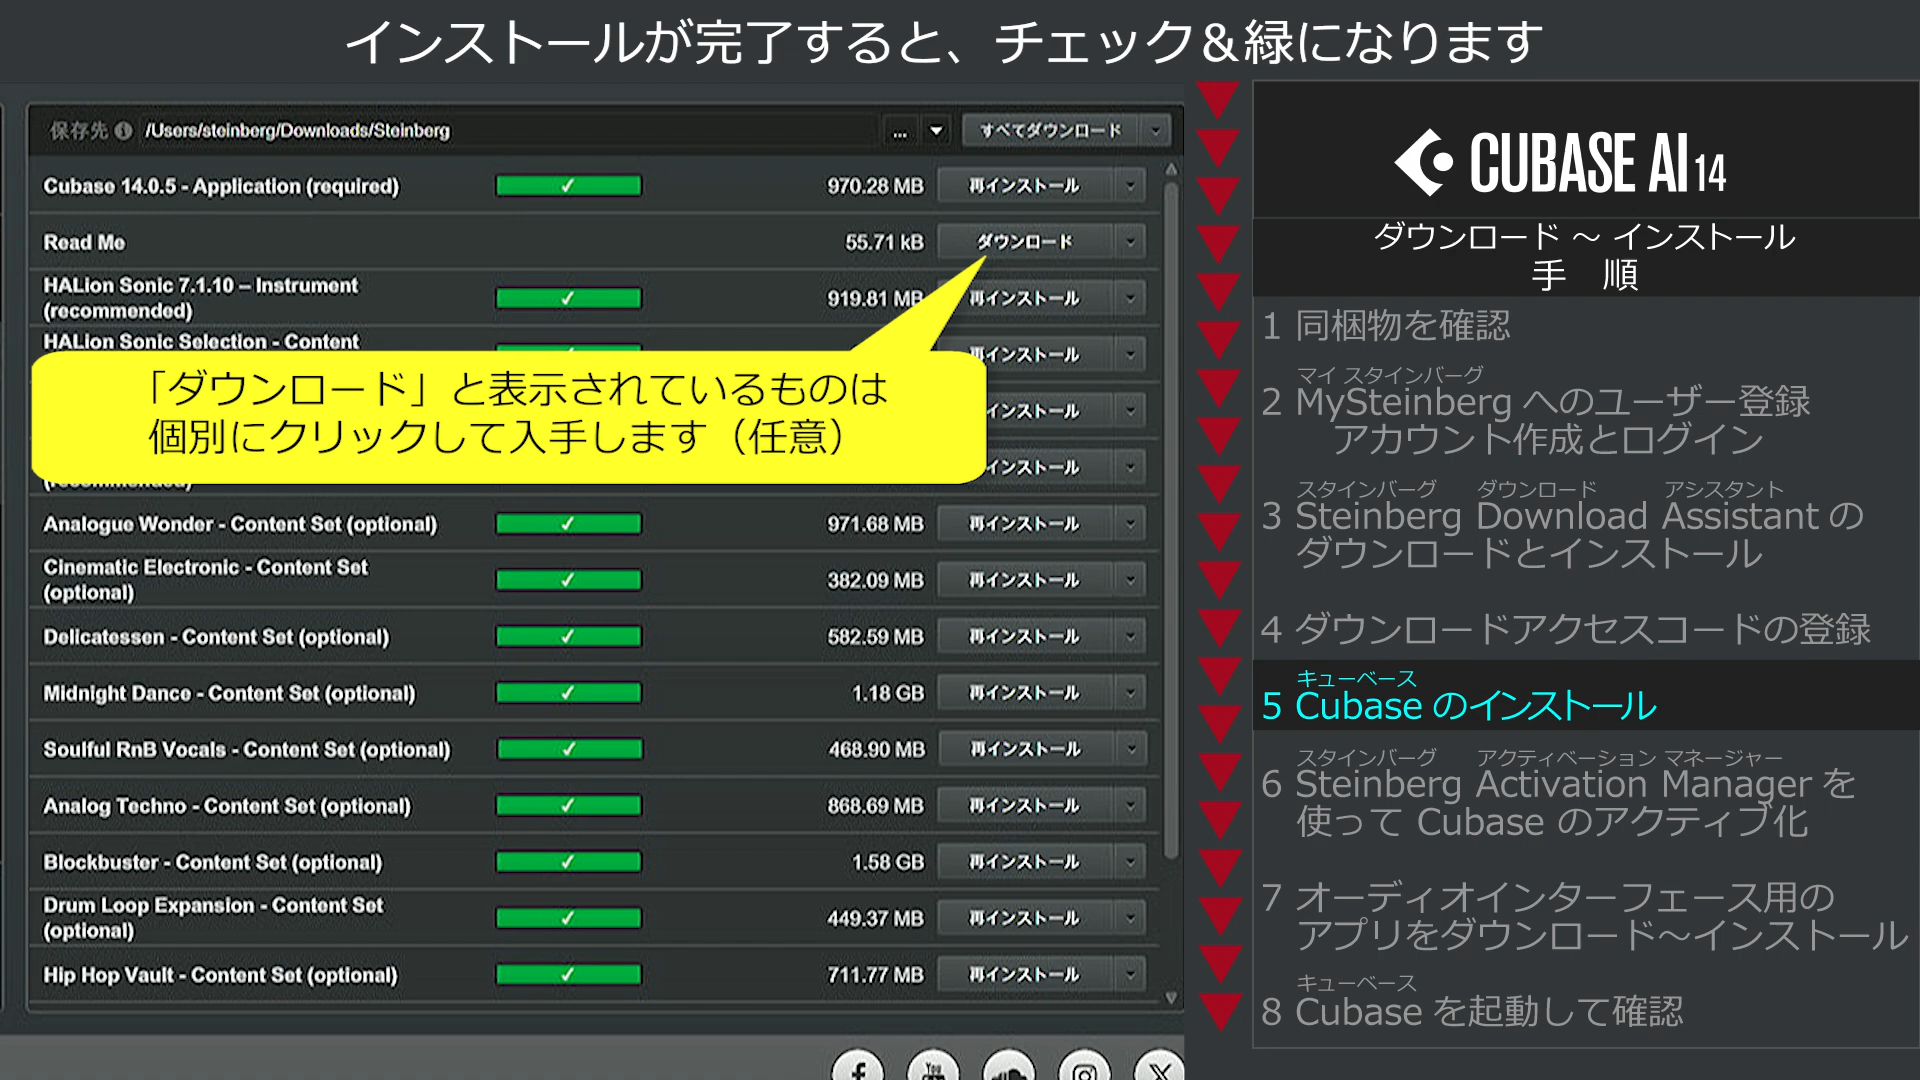 インストールが完了すると、チェック＆緑になります
保存先 /Users/steinberg/Downloads/Steinberg ... すべてダウンロード
Cubase 14.0.5 - Application (required) ✓ 970.28 MB 再インストール
Read Me 55.71 kB ダウンロード
HALion Sonic 7.1.10 – Instrument
(recommended) ✓ 919.81 MB 再インストール
HALion Sonic Selection - Content
再インストール
「ダウンロード」と表示されているものは
個別にクリックして入手します（任意）
インストール
インストール
(recommended)
Analogue Wonder - Content Set (optional) ✓ 971.68 MB 再インストール
Cinematic Electronic - Content Set
(optional) ✓ 382.09 MB 再インストール
Delicatessen - Content Set (optional) ✓ 582.59 MB 再インストール
Midnight Dance - Content Set (optional) ✓ 1.18 GB 再インストール
Soulful RnB Vocals - Content Set (optional) ✓ 468.90 MB 再インストール
Analog Techno - Content Set (optional) ✓ 868.69 MB 再インストール
Blockbuster - Content Set (optional) ✓ 1.58 GB 再インストール
Drum Loop Expansion - Content Set
(optional) ✓ 449.37 MB 再インストール
Hip Hop Vault - Content Set (optional) ✓ 711.77 MB 再インストール
CUBASE AI 14
ダウンロード ～ インストール
手 順
1 同梱物を確認
マイ スタインバーグ
2 MySteinberg へのユーザー登録
アカウント作成とログイン
スタインバーグ ダウンロード アシスタント
3 Steinberg Download Assistant の
ダウンロードとインストール
4 ダウンロードアクセスコードの登録
キューベース
5 Cubase のインストール
スタインバーグ アクティベーション マネージャー
6 Steinberg Activation Manager を
使って Cubase のアクティブ化
7 オーディオインターフェース用の
アプリをダウンロード～インストール
キューベース
8 Cubase を起動して確認